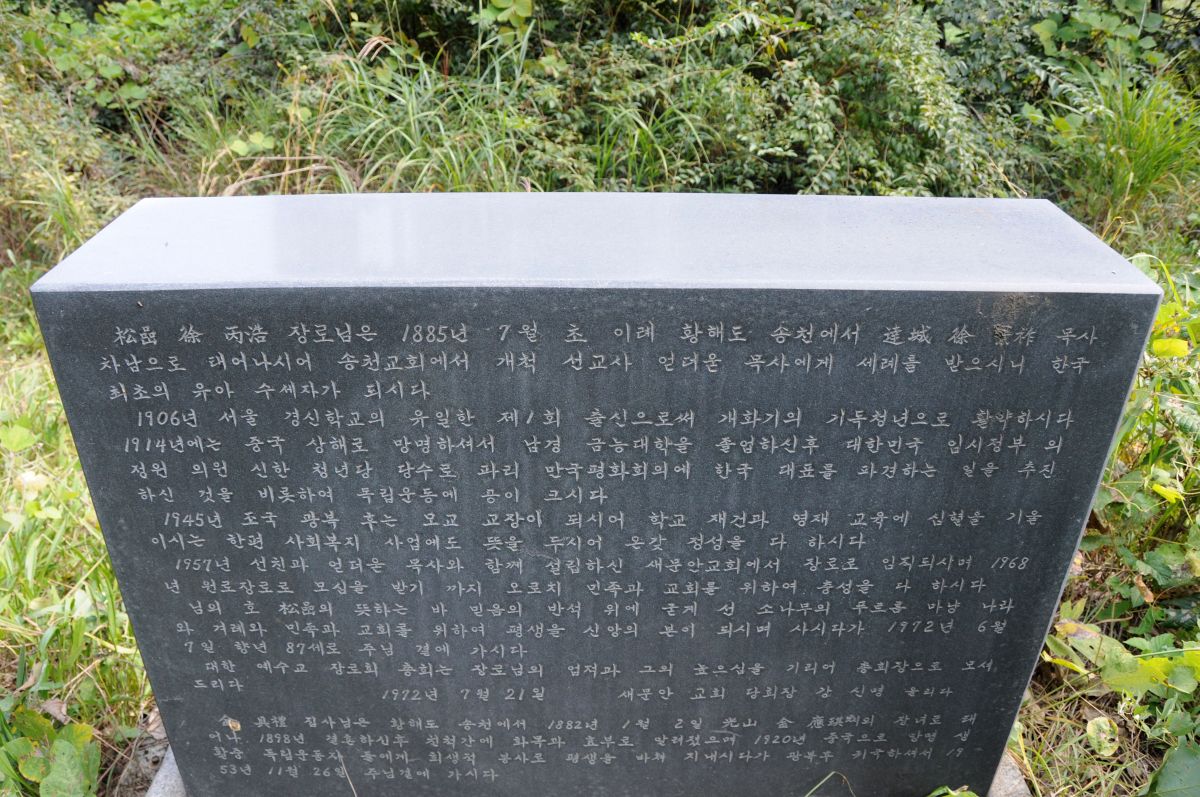 松嵒 徐 丙浩 장로님은 1885년 7월 초 이레 황해도 송천에서 達城 徐 祚 목사
차남으로 태어나시어 송천교회에서 개척 선교사 언더욷 목사에게 세례를 받으시니 한국
최초의 유아 수세자가 되시다
1906년 서울 경신학교의 유일한 제1회 출신으로써 개화기의 기독청년으로 활약하시다
1914년에는 중국 상해로 망명하셔서 남경 금능대학을 졸업하신후 대한민국 임시정부 의
정원 의원 신한 청년당 당수로 파리 만국평화회의에 한국 대표를 파견하는 일을 추진
하신 것을 비롯하여 독립운동에 공이 크시다
1945년 조국 광복 후는 모교 교장이 되시어 학교 재건과 영재 교육에 심혈을 기울
이시는 한편 사회복지 사업에도 뜻을 두시어 온갖 정성을 다 하시다
1957년 선친과 언더욷 목사와 함께 설립하신 새문안교회에서 장로로 임직되시며 1968
년 원로장로로 모심을 받기 까지 오로지 민족과 교회를 위하여 충성을 다 하시다
님의 호 松嵒의 뜻하는 바 믿음의 반석 위에 굳게 선 소나무의 푸르름 마냥 나라
와 겨레와 민족과 교회를 위하여 평생을 신앙의 본이 되시며 사시다가 1972년 6월
7일 향년 87세로 주님 곁에 가시다
대한 예수교 장로회 총회는 장로님의 업적과 그의 높으심을 기리어 총회장으로 모셔
드리다
1972년 7월 21일 새문안 교회 당회장 강 신명 올리다
金 具禮 집사님은 황해도 송천에서 1882년 1월 2일 光山 金 應琪의 장녀로 태
어나 1898년 결혼하신후 친척간에 화목과 효부로 알려졌으며 1920년 중국으로 망명 생
활중 독립운동자 들에게 희생적 봉사로 평생을 바쳐 지내시다가 광복후 귀국하셔서 19
53년 11월 26일 주님곁에 가시다